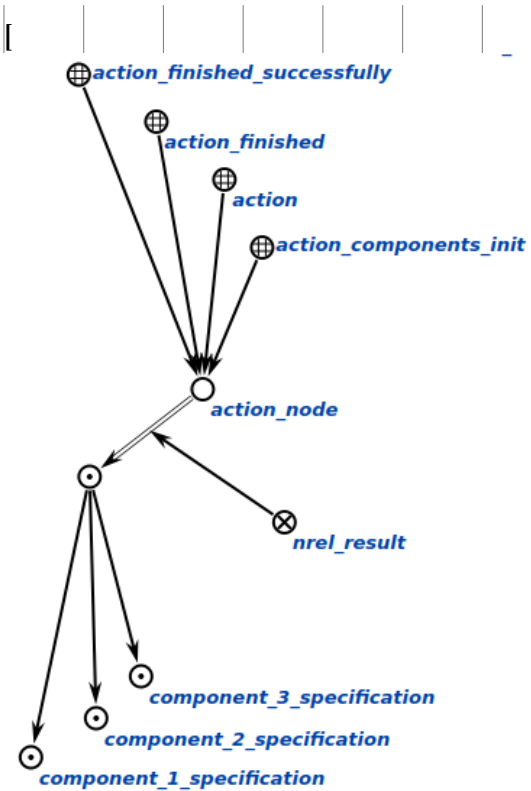 [
_
action_finished_successfully
action_finished
action
action_components_init
action_node
nrel_result
component_3_specification
component_2_specification
component_1_specification